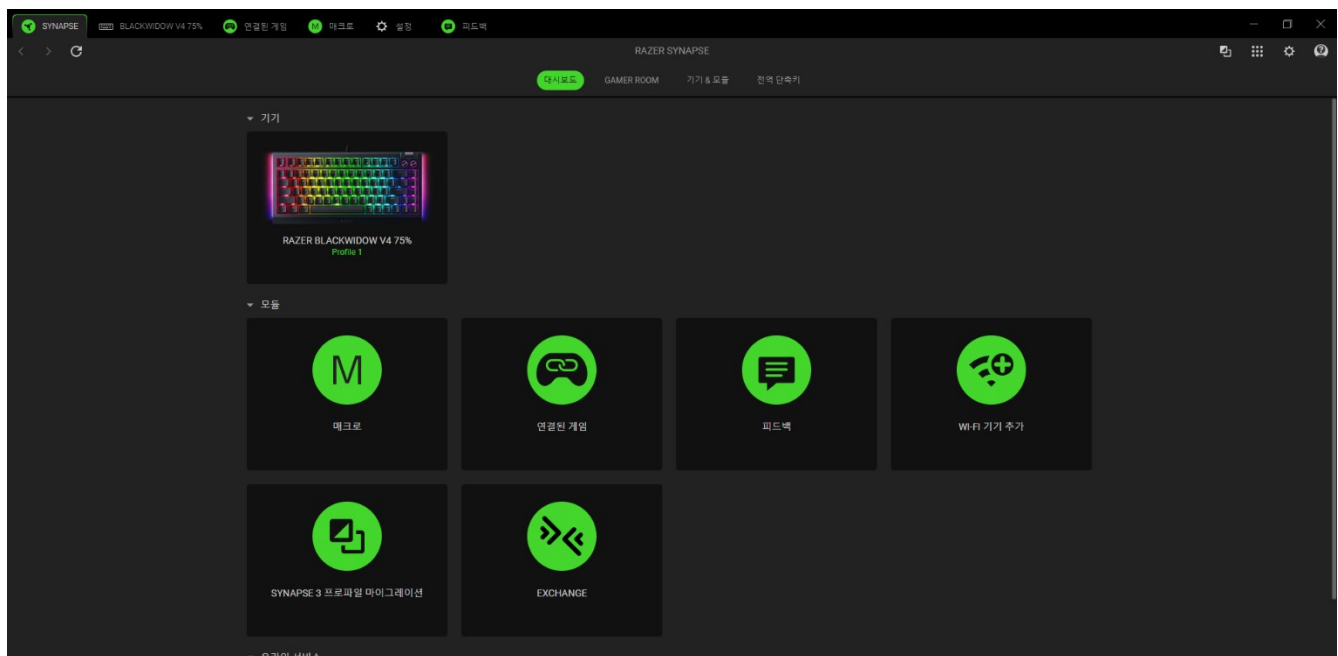 SYNAPSE
BLACKWIDOW V4 75%
연결된 게임
매크로
설정
피드백
RAZER SYNAPSE
대시보드
GAMER ROOM
기기 & 모듈
전역 단축키
기기
RAZER BLACKWIDOW V4 75%
Profile 1
모듈
M
매크로
연결된 게임
피드백
WI-FI 기기 추가
SYNAPSE 3 프로파일 마이그레이션
EXCHANGE